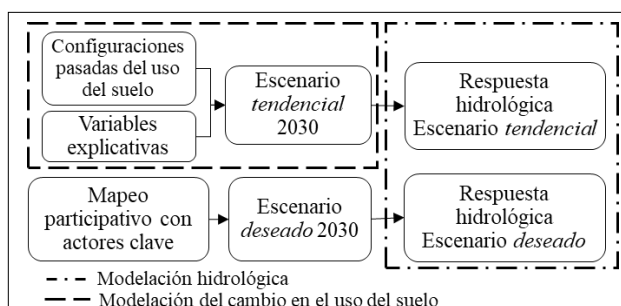 Configuraciones
pasadas del uso
del suelo
Variables
explicativas
Escenario
tendencial
2030
Respuesta
hidrológica
Escenario tendencial
Mapeo
participativo con
actores clave
Escenario
deseado 2030
Respuesta
hidrológica
Escenario deseado
Modelación hidrológica
Modelación del cambio en el uso del suelo